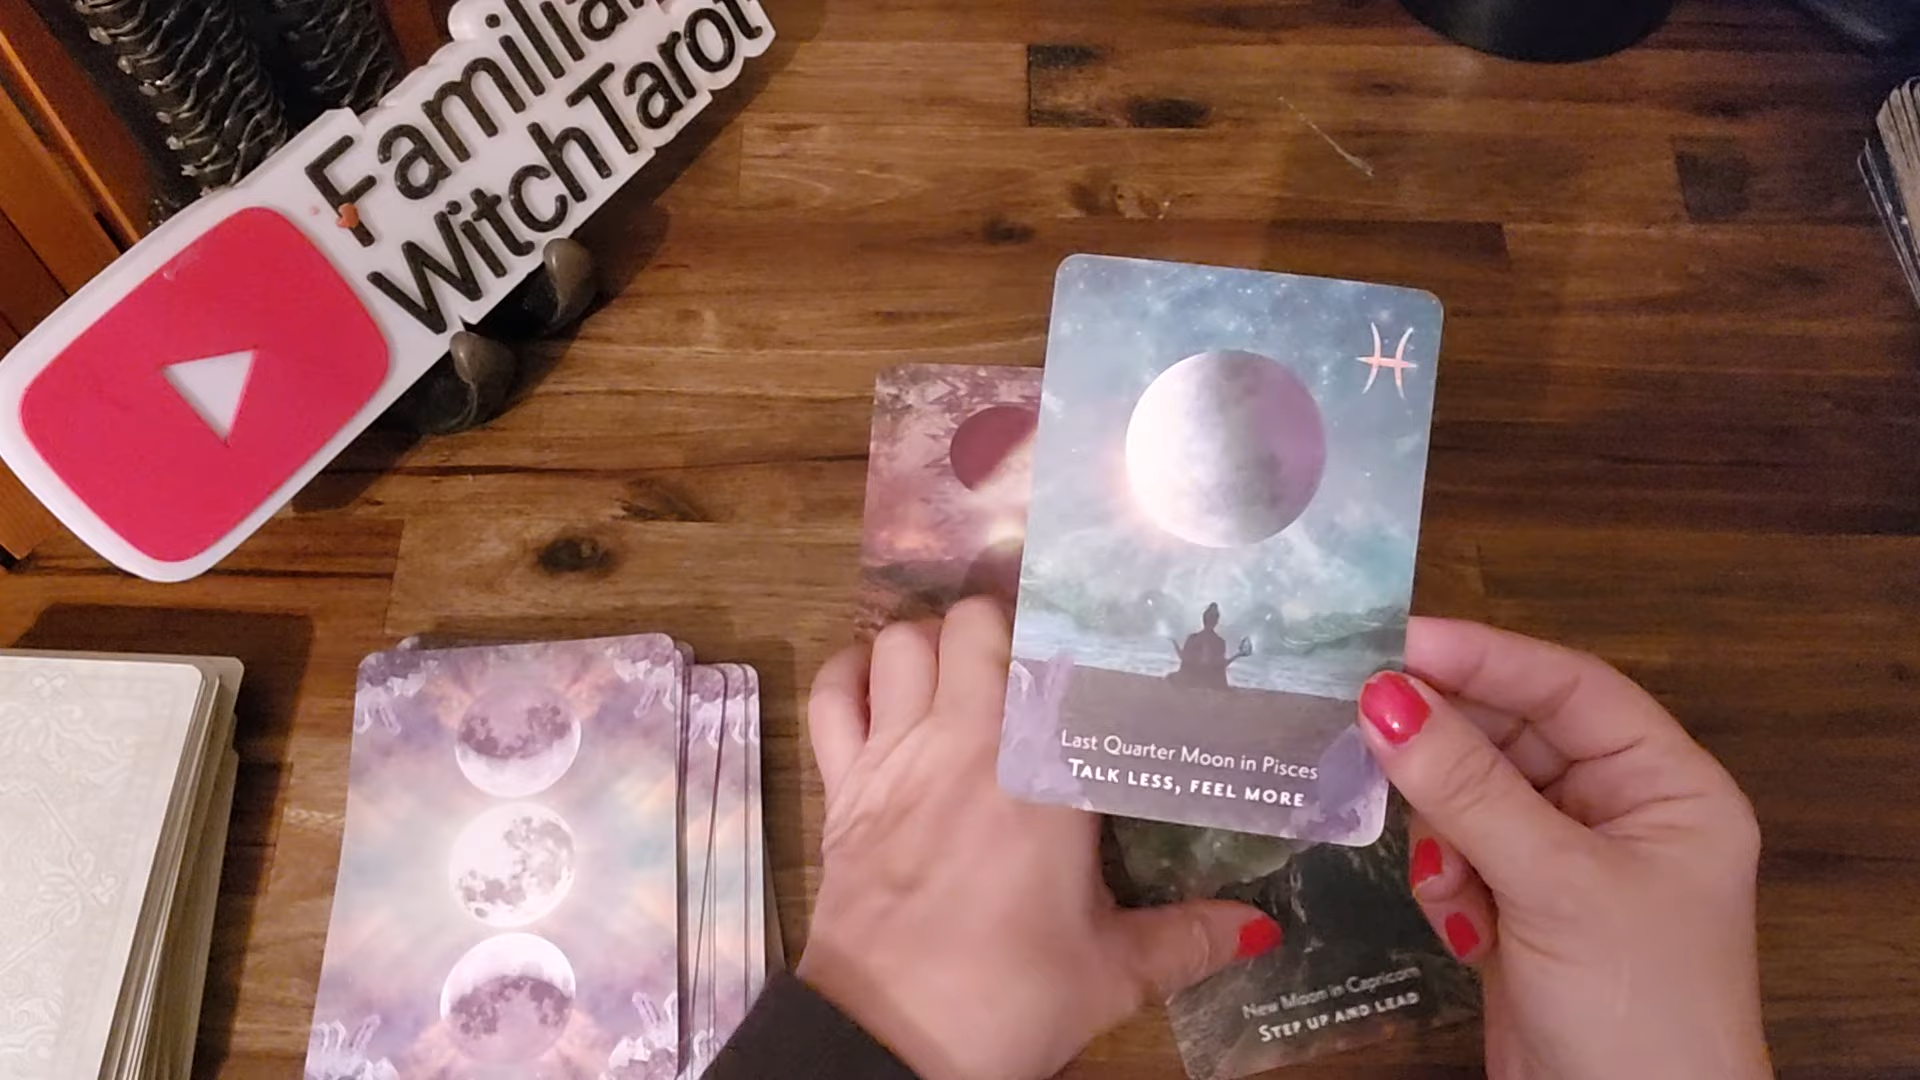 Familiar
WitchTarot
Last Quarter Moon in Pisces
TALK LESS, FEEL MORE
New Moon in Capricorn
STEP UP AND LEAD